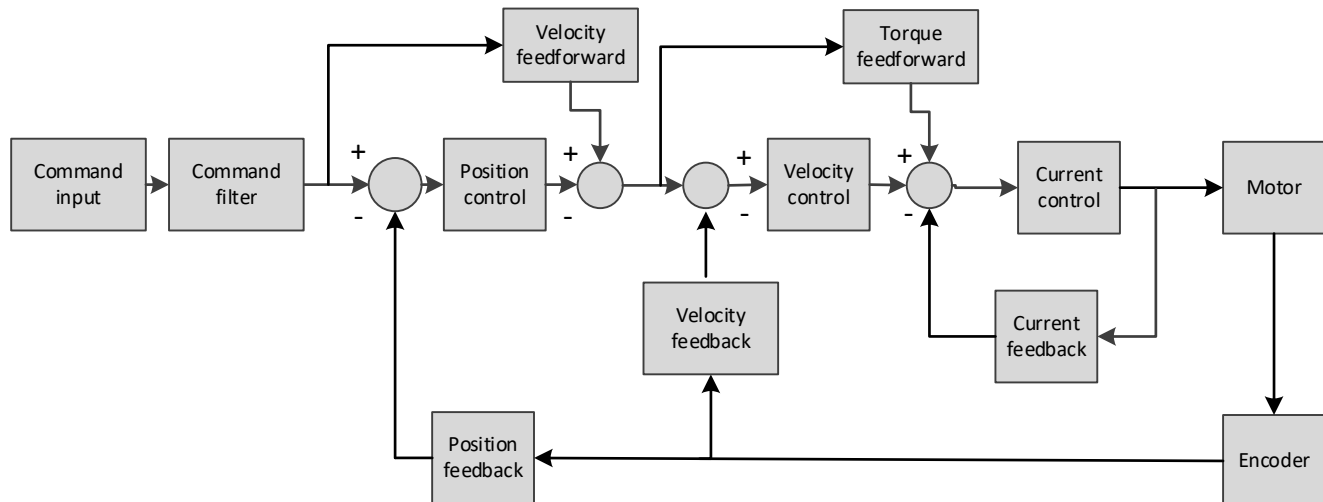 Velocity
feedforward
Torque
feedforward
Command
input
Command
filter
+
-
Position
control
+
-
+
-
Velocity
control
+
-
Current
control
Motor
Velocity
feedback
Current
feedback
Position
feedback
Encoder